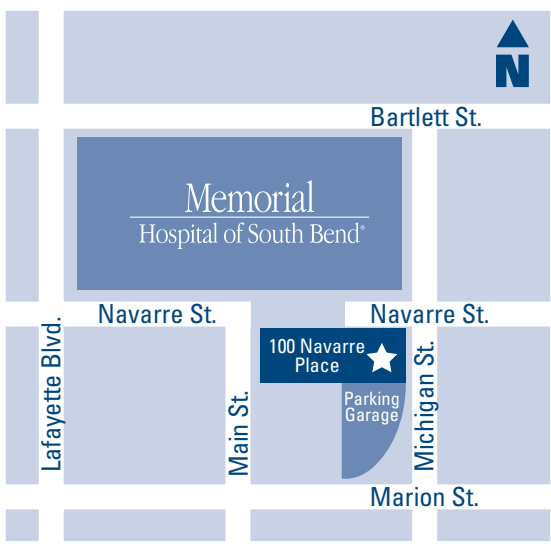 N
Bartlett St.
Memorial
Hospital of South Bend®
Navarre St.
Navarre St.
100 Navarre
Place
Parking
Garage
Lafayette Blvd.
Main St.
Michigan St.
Marion St.